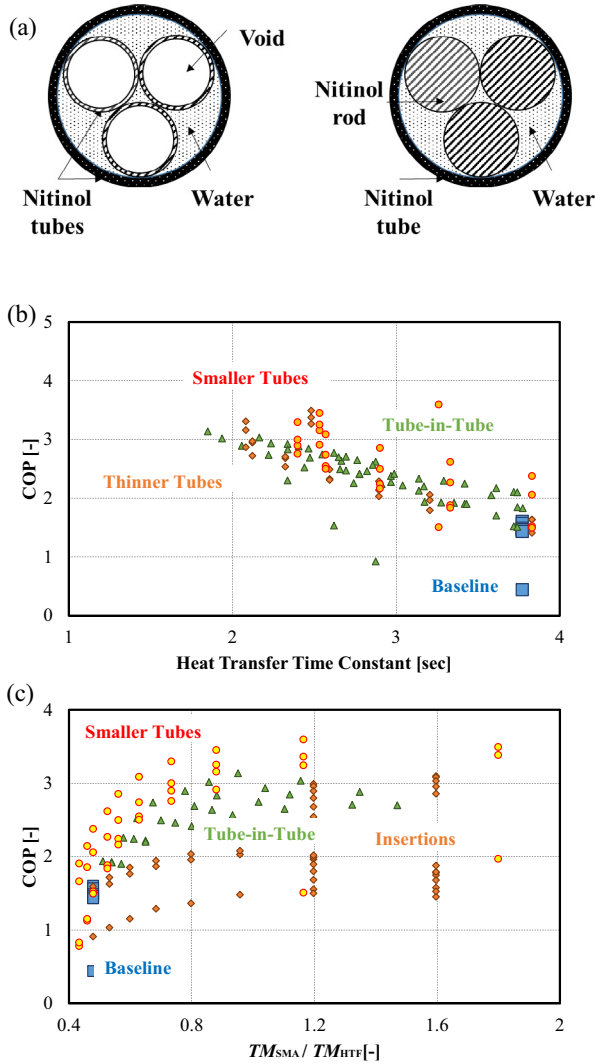 (a)
Void
Nitinol
rod
Nitinol
tubes
Water
Nitinol
tube
Water
(b)
5
4
3
2
1
0
COP [-]
Smaller Tubes
Tube-in-Tube
Thinner Tubes
Baseline
1
2
3
4
Heat Transfer Time Constant [sec]
(c)
4
3
2
1
0
COP [-]
Smaller Tubes
Tube-in-Tube
Insertions
Baseline
0.4
0.8
1.2
1.6
2
TMSMA / TMHTF[-]